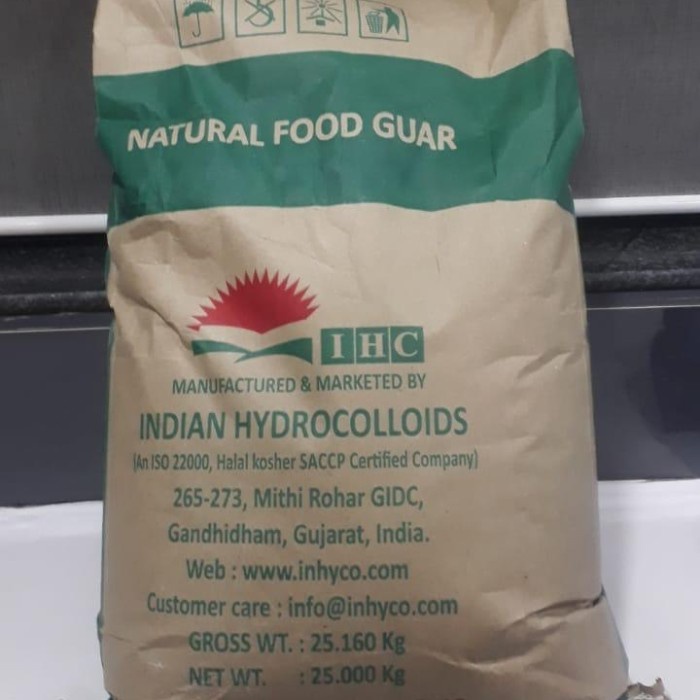 NATURAL FOOD GUAR
IHC
MANUFACTURED & MARKETED BY
INDIAN HYDROCOLLOIDS
(An ISO 22000, Halal kosher SACCP Certified Company)
265-273, Mithi Rohar GIDC,
Gandhidham, Gujarat, India.
Web : www.inhyco.com
Customer care : info@inhyco.com
GROSS WT. : 25.160 Kg
NET WT. : 25.000 Kg